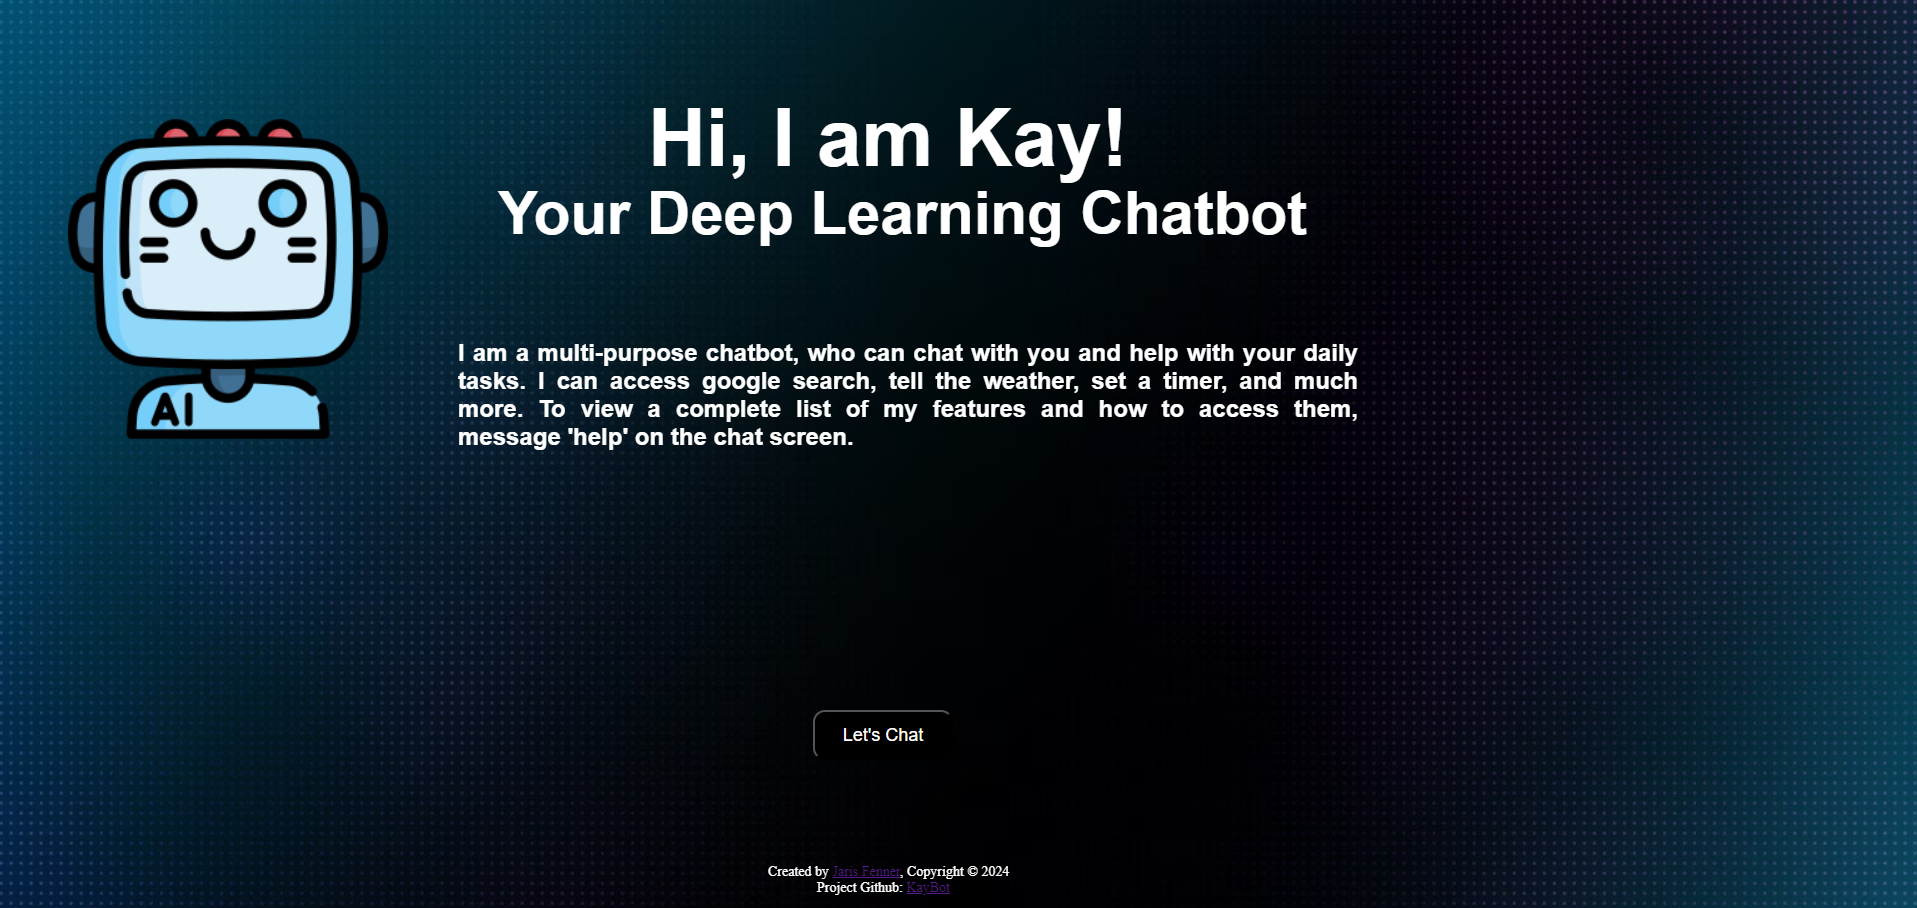 Hi, I am Kay!
Your Deep Learning Chatbot
I am a multi-purpose chatbot, who can chat with you and help with your daily
tasks. I can access google search, tell the weather, set a timer, and much
more. To view a complete list of my features and how to access them,
message 'help' on the chat screen.
AI
Let's Chat
Created by Jaris Fenner, Copyright © 2024
Project Github: KayBot